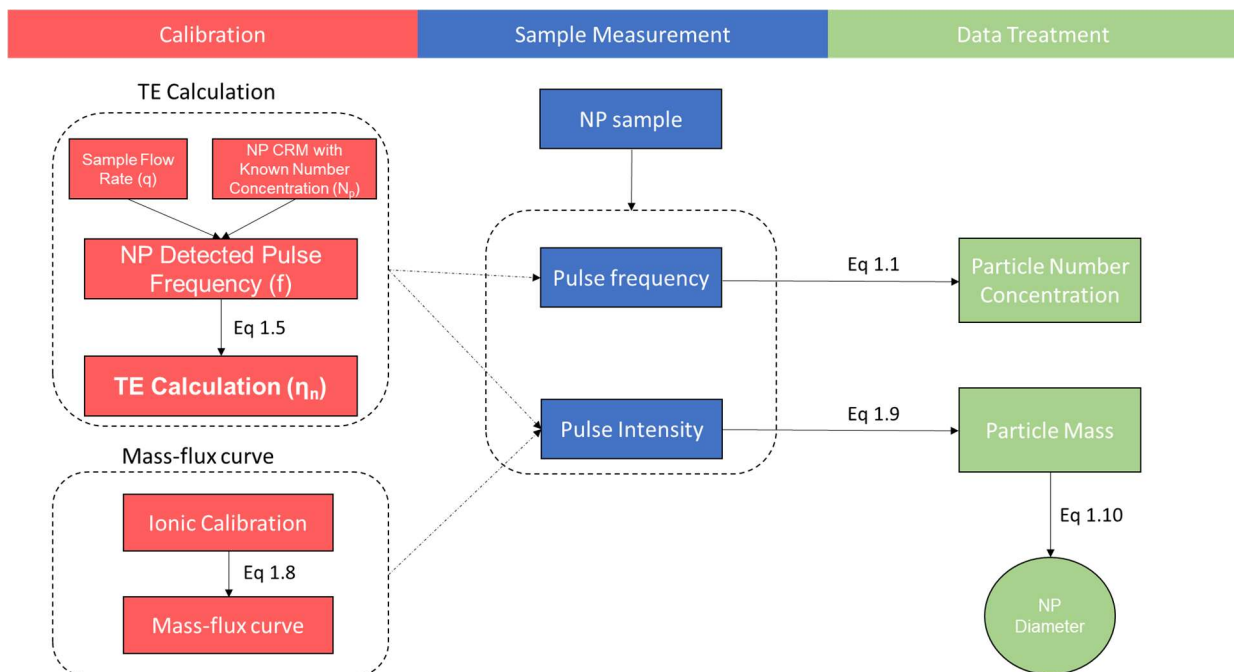 Calibration
Sample Measurement
Data Treatment
TE Calculation
Sample Flow
Rate (q)
NP CRM with
Known Number
Concentration (Nₚ)
NP Detected Pulse
Frequency (f)
Eq 1.5
TE Calculation (ηₙ)
Mass-flux curve
Ionic Calibration
Eq 1.8
Mass-flux curve
NP sample
Pulse frequency
Pulse Intensity
Eq 1.1
Particle Number
Concentration
Eq 1.9
Particle Mass
Eq 1.10
NP
Diameter